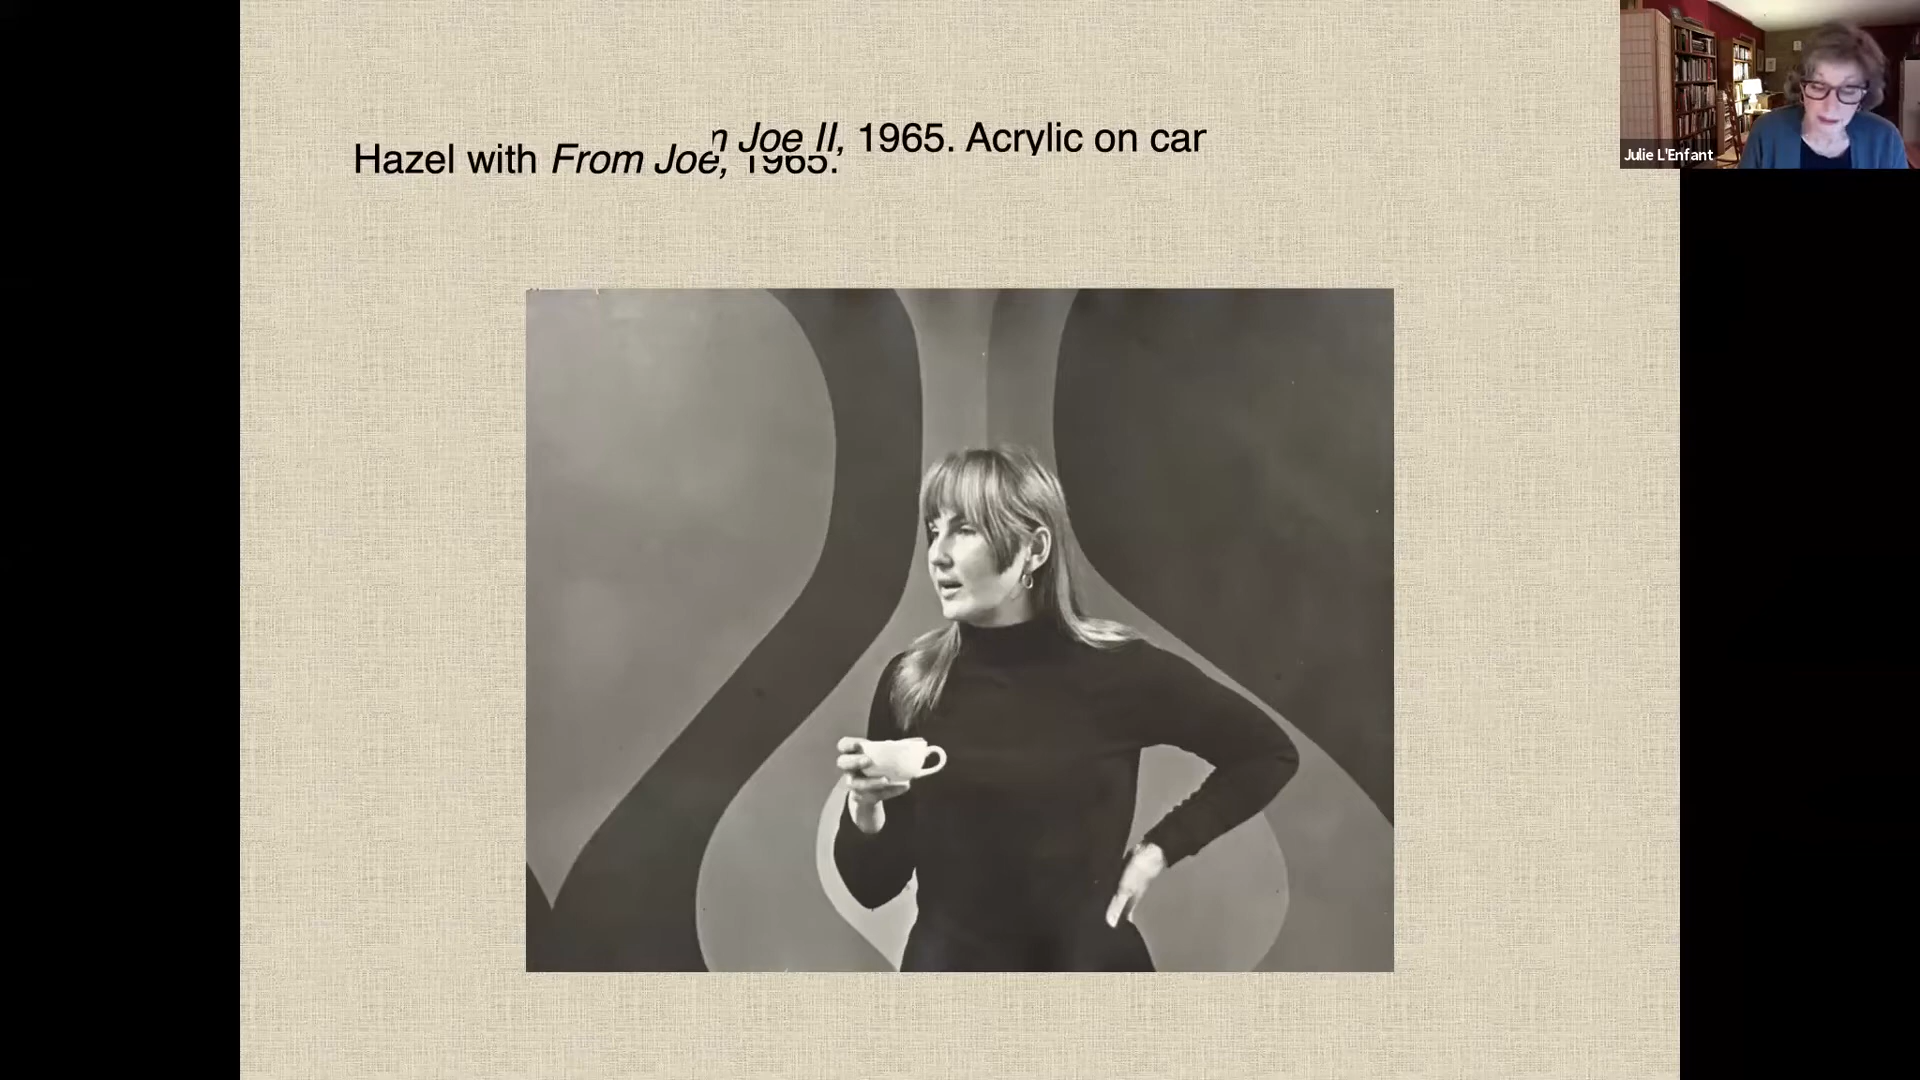 n Joe II, 1965. Acrylic on car
Hazel with From Joe, 1965.
Julie L'Enfant